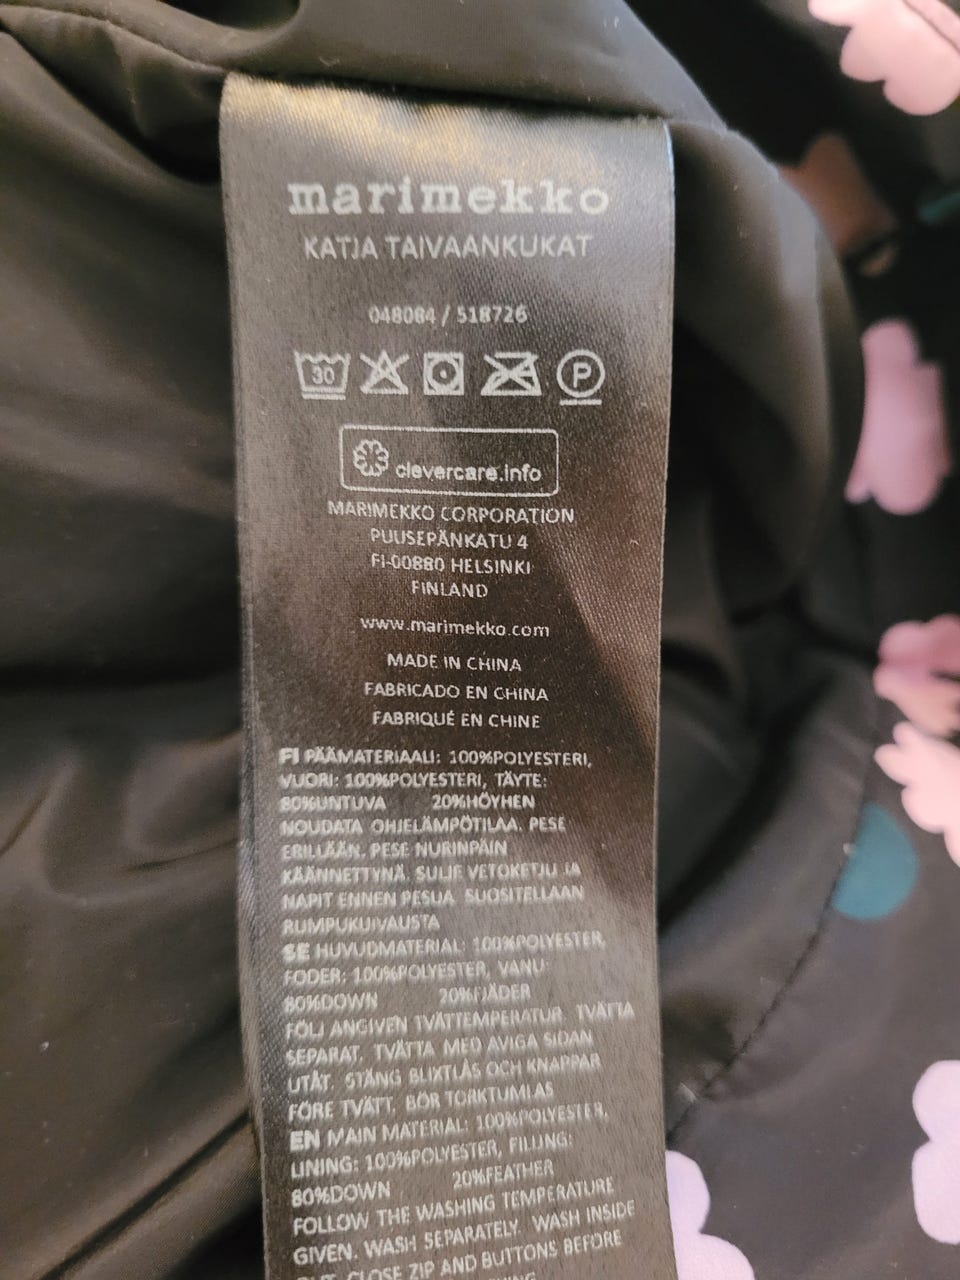 marimekko
KATJA TAIVAANKUKAT
048084 / 518726
30 P
clevercare.info
MARIMEKKO CORPORATION
PUUSEPÄNKATU 4
FI-00880 HELSINKI
FINLAND
www.marimekko.com
MADE IN CHINA
FABRICADO EN CHINA
FABRIQUÉ EN CHINE
FI PÄÄMATERIAALI: 100%POLYESTERI,
VUORI: 100%POLYESTERI, TÄYTE:
80%UNTUVA 20%HÖYHEN
NOUDATA OHJELÄMPÖTILAA. PESE
ERILLÄÄN. PESE NURINPÄIN
KÄÄNNETTYNÄ. SULJE VETOKETJU JA
NAPIT ENNEN PESUA. SUOSITELLAAN
RUMPUKUIVAUSTA
SE HUVUDMATERIAL: 100%POLYESTER,
FODER: 100%POLYESTER, VANU:
80%DOWN 20%FJÄDER
FÖLJ ANGIVEN TVÄTTEMPERATUR. TVÄTTA
SEPARAT. TVÄTTA MED AVIGA SIDAN
UTÅT. STÄNG BLIXTLÅS OCH KNAPPAR
FÖRE TVÄTT. BÖR TORKTUMLAS
EN MAIN MATERIAL: 100%POLYESTER,
LINING: 100%POLYESTER, FILLING:
80%DOWN 20%FEATHER
FOLLOW THE WASHING TEMPERATURE
GIVEN. WASH SEPARATELY. WASH INSIDE
OUT. CLOSE ZIP AND BUTTONS BEFORE